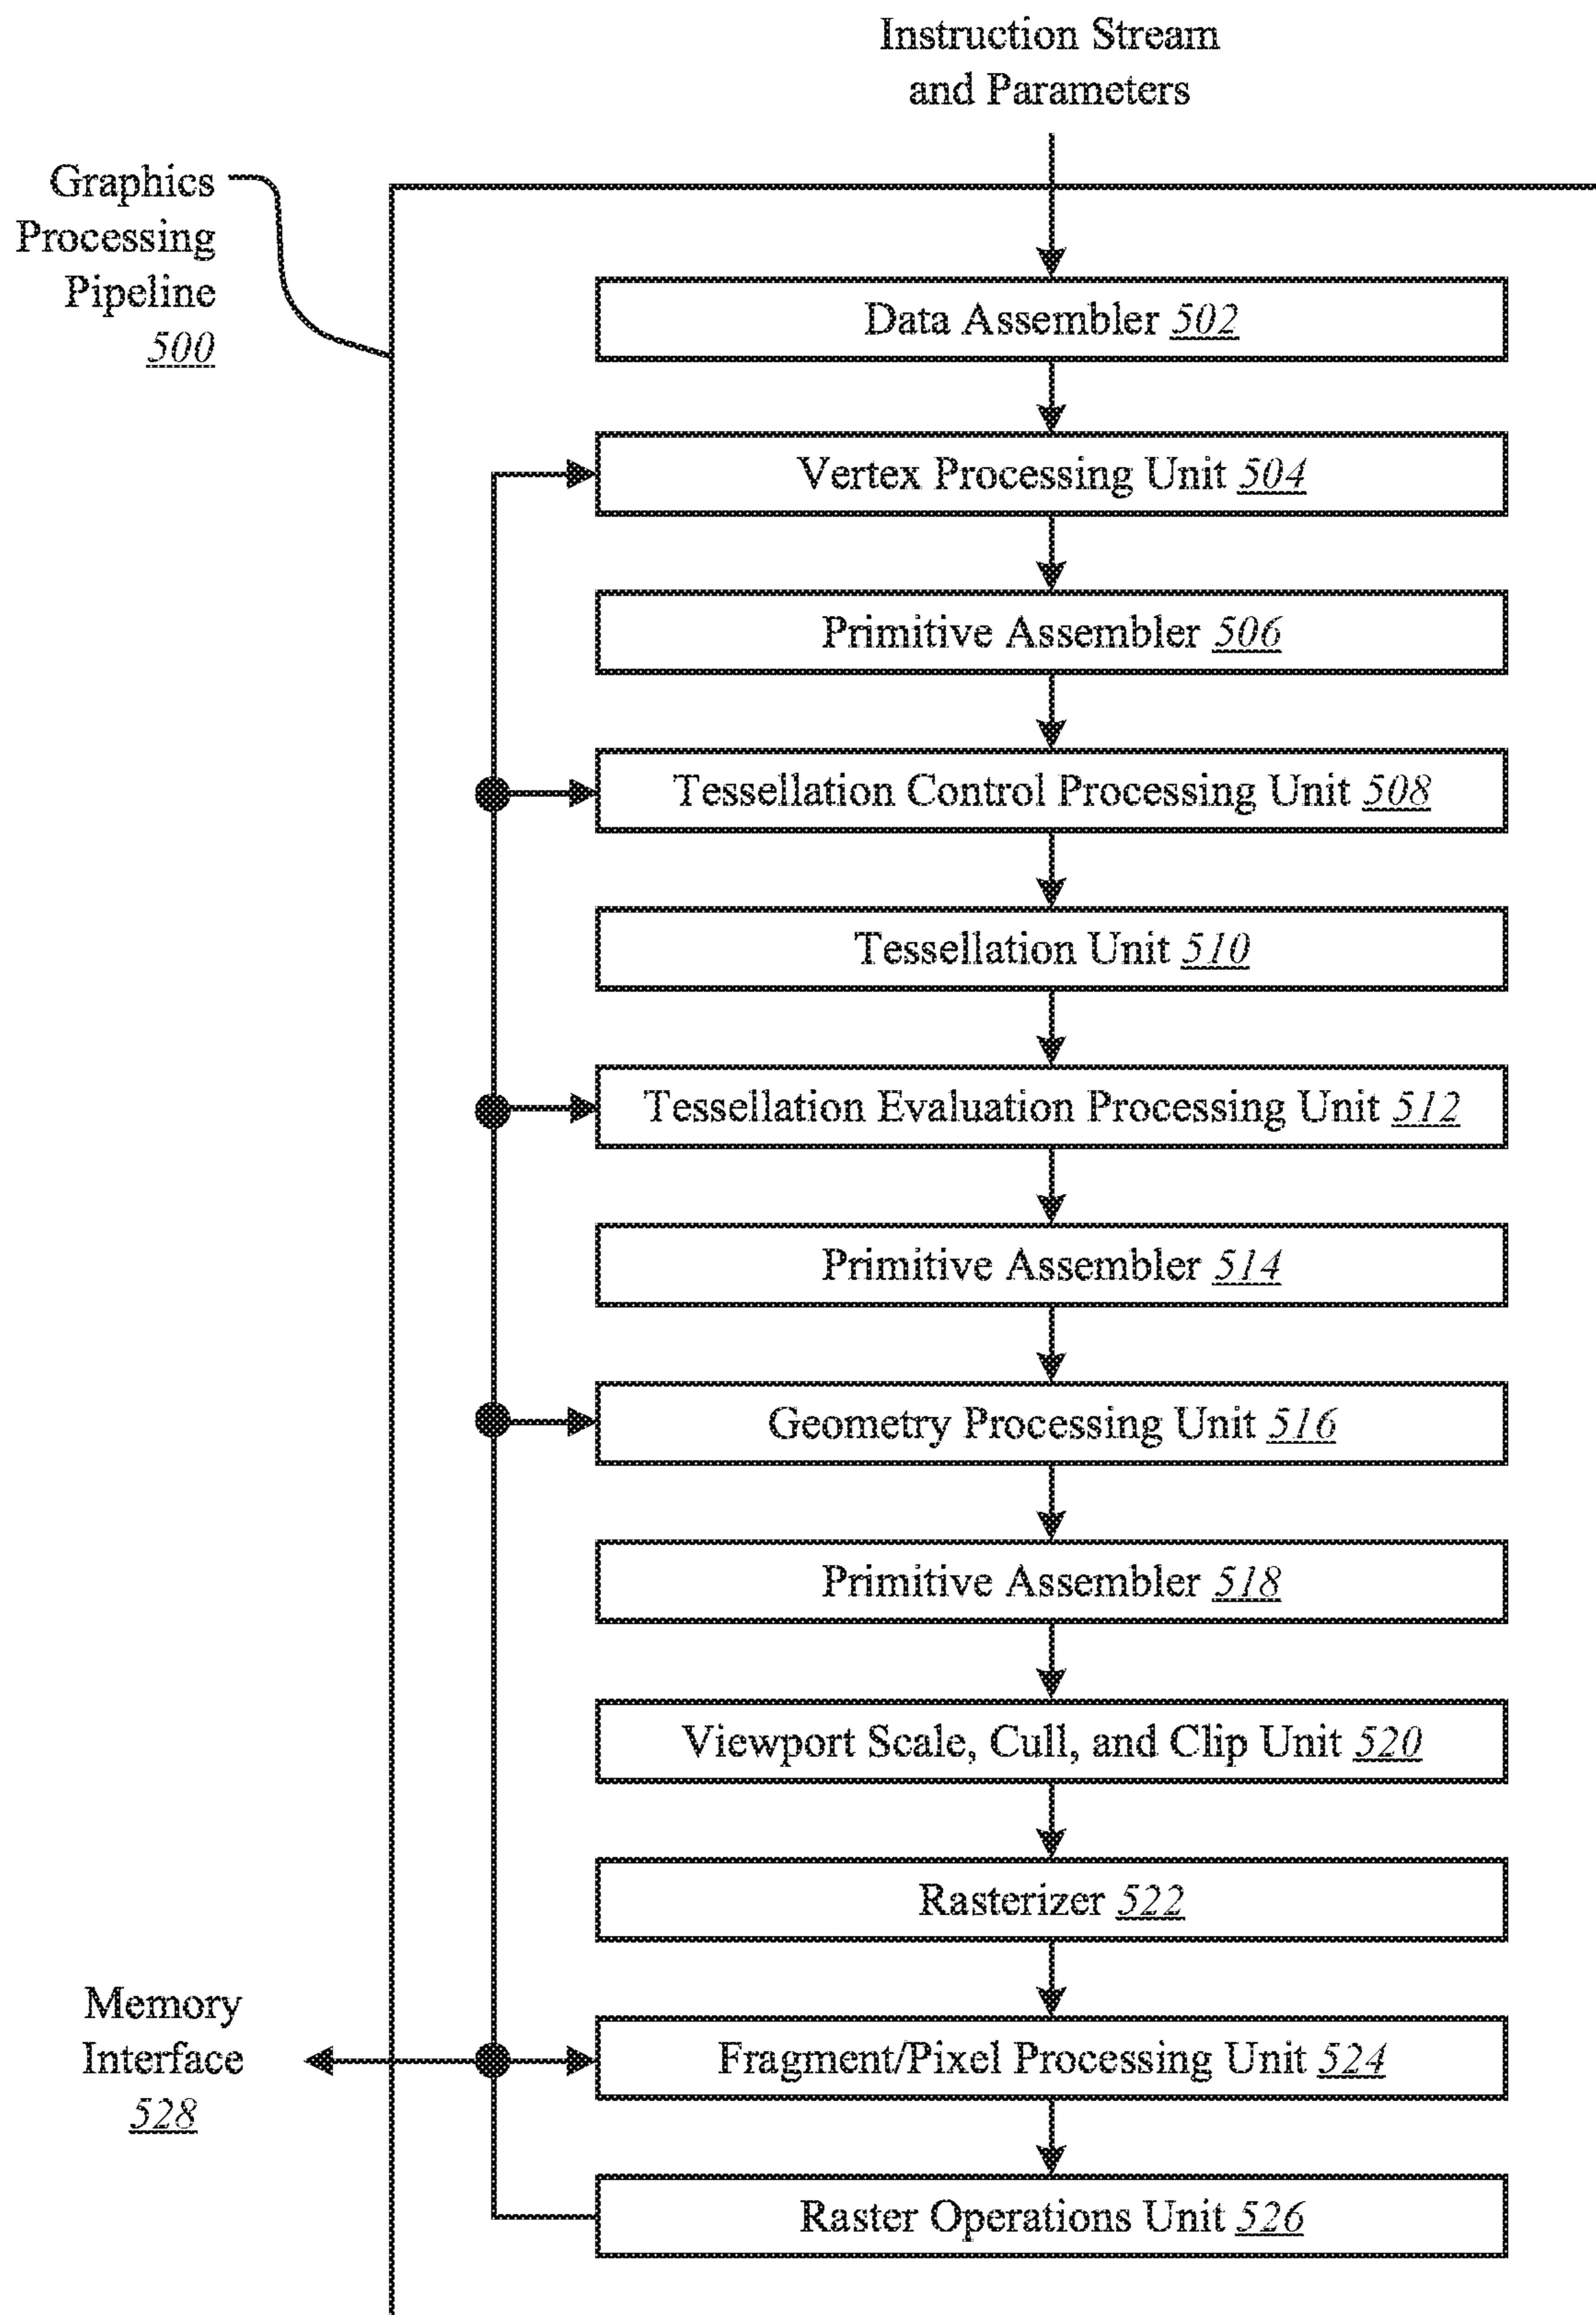 Instruction Stream
and Parameters
Graphics
Processing
Pipeline
500
Data Assembler 502
Vertex Processing Unit 504
Primitive Assembler 506
Tessellation Control Processing Unit 508
Tessellation Unit 510
Tessellation Evaluation Processing Unit 512
Primitive Assembler 514
Geometry Processing Unit 516
Primitive Assembler 518
Viewport Scale, Cull, and Clip Unit 520
Rasterizer 522
Memory
Interface
528
Fragment/Pixel Processing Unit 524
Raster Operations Unit 526